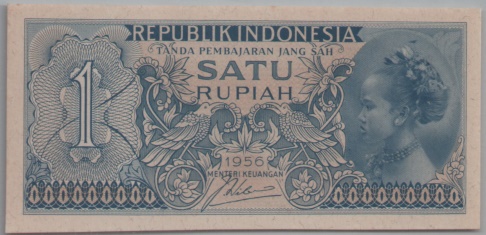 REPUBLIK INDONESIA
TANDA PEMBAJARAN JANG SAH
1
SATU
RUPIAH
1956
MENTERI KEUANGAN